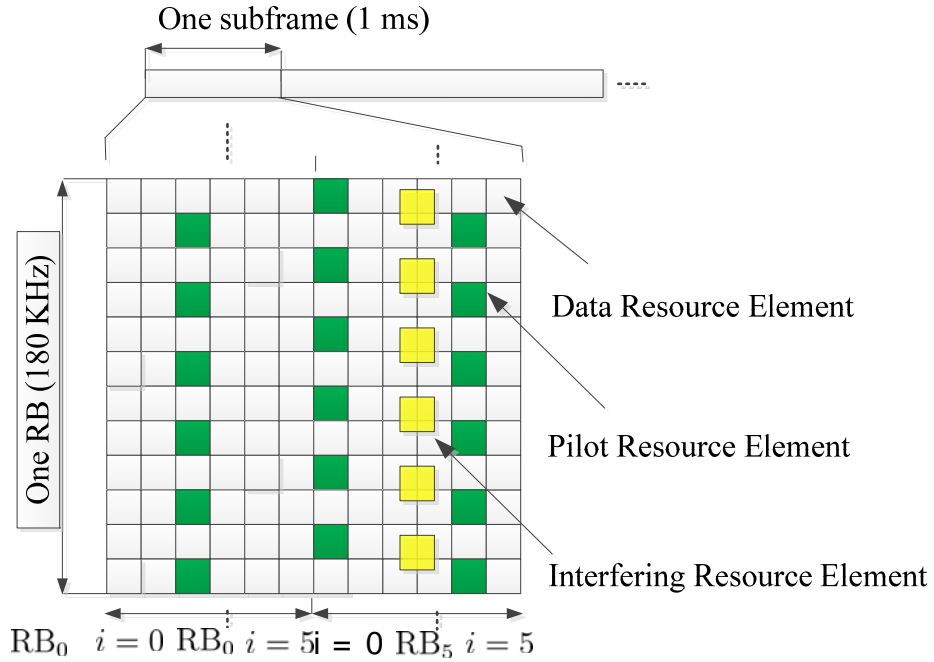 One subframe (1 ms)
One RB (180 KHz)
Data Resource Element
Pilot Resource Element
Interfering Resource Element
RB₀ i = 0 RB₀ i = 5 i = 0 RB₅ i = 5